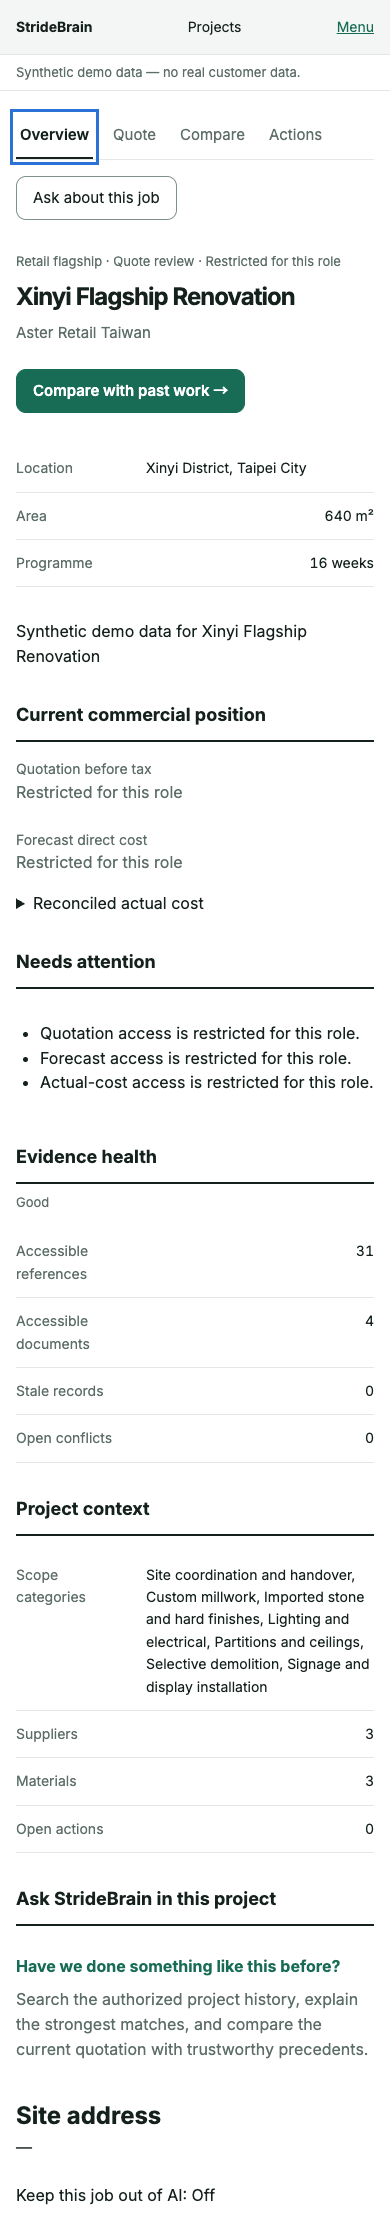 StrideBrain Projects Menu
Synthetic demo data — no real customer data.
Overview Quote Compare Actions
Ask about this job
Retail flagship · Quote review · Restricted for this role
Xinyi Flagship Renovation
Aster Retail Taiwan
Compare with past work →
Location Xinyi District, Taipei City
Area 640 m²
Programme 16 weeks
Synthetic demo data for Xinyi Flagship
Renovation
Current commercial position
Quotation before tax
Restricted for this role
Forecast direct cost
Restricted for this role
Reconciled actual cost
Needs attention
• Quotation access is restricted for this role.
• Forecast access is restricted for this role.
• Actual-cost access is restricted for this role.
Evidence health
Good
Accessible references 31
Accessible documents 4
Stale records 0
Open conflicts 0
Project context
Scope categories
Site coordination and handover,
Custom millwork, Imported stone
and hard finishes, Lighting and
electrical, Partitions and ceilings,
Selective demolition, Signage and
display installation
Suppliers 3
Materials 3
Open actions 0
Ask StrideBrain in this project
Have we done something like this before?
Search the authorized project history, explain
the strongest matches, and compare the
current quotation with trustworthy precedents.
Site address
—
Keep this job out of AI: Off